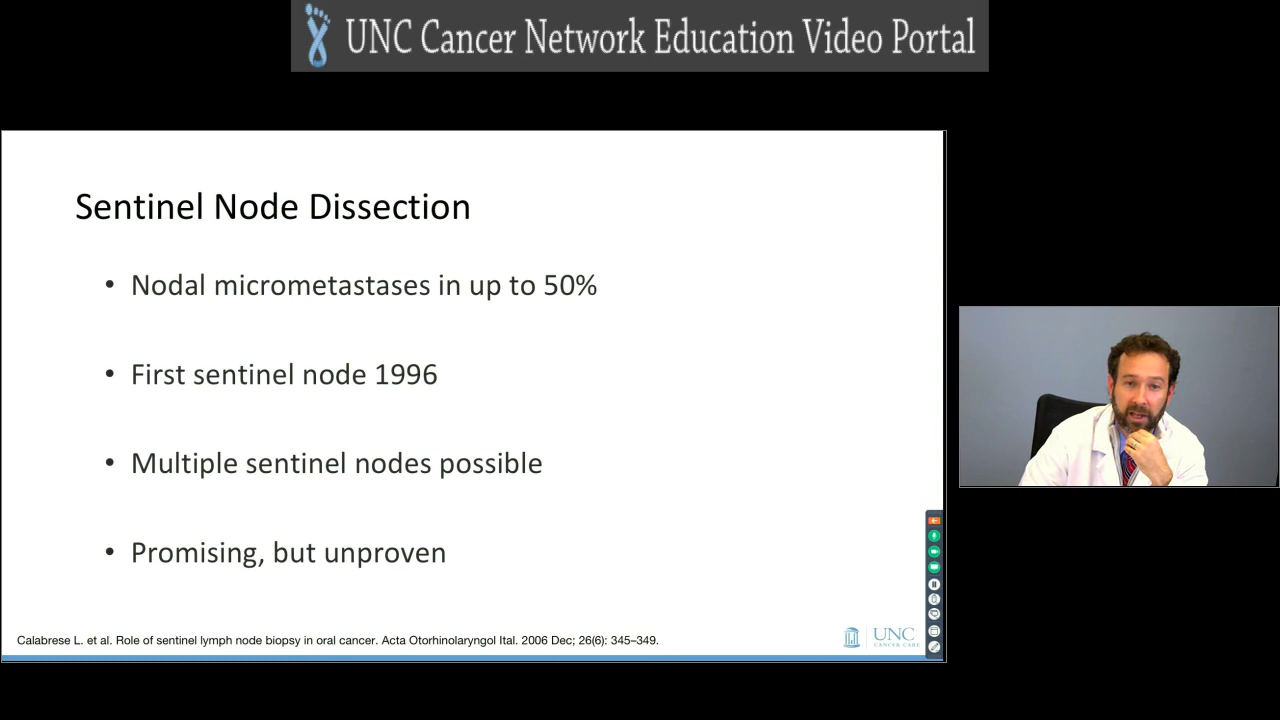 UNC Cancer Network Education Video Portal
Sentinel Node Dissection
• Nodal micrometastases in up to 50%
• First sentinel node 1996
• Multiple sentinel nodes possible
• Promising, but unproven
Calabrese L. et al. Role of sentinel lymph node biopsy in oral cancer. Acta Otorhinolaryngol Ital. 2006 Dec; 26(6): 345–349.
UNC
CANCER CARE